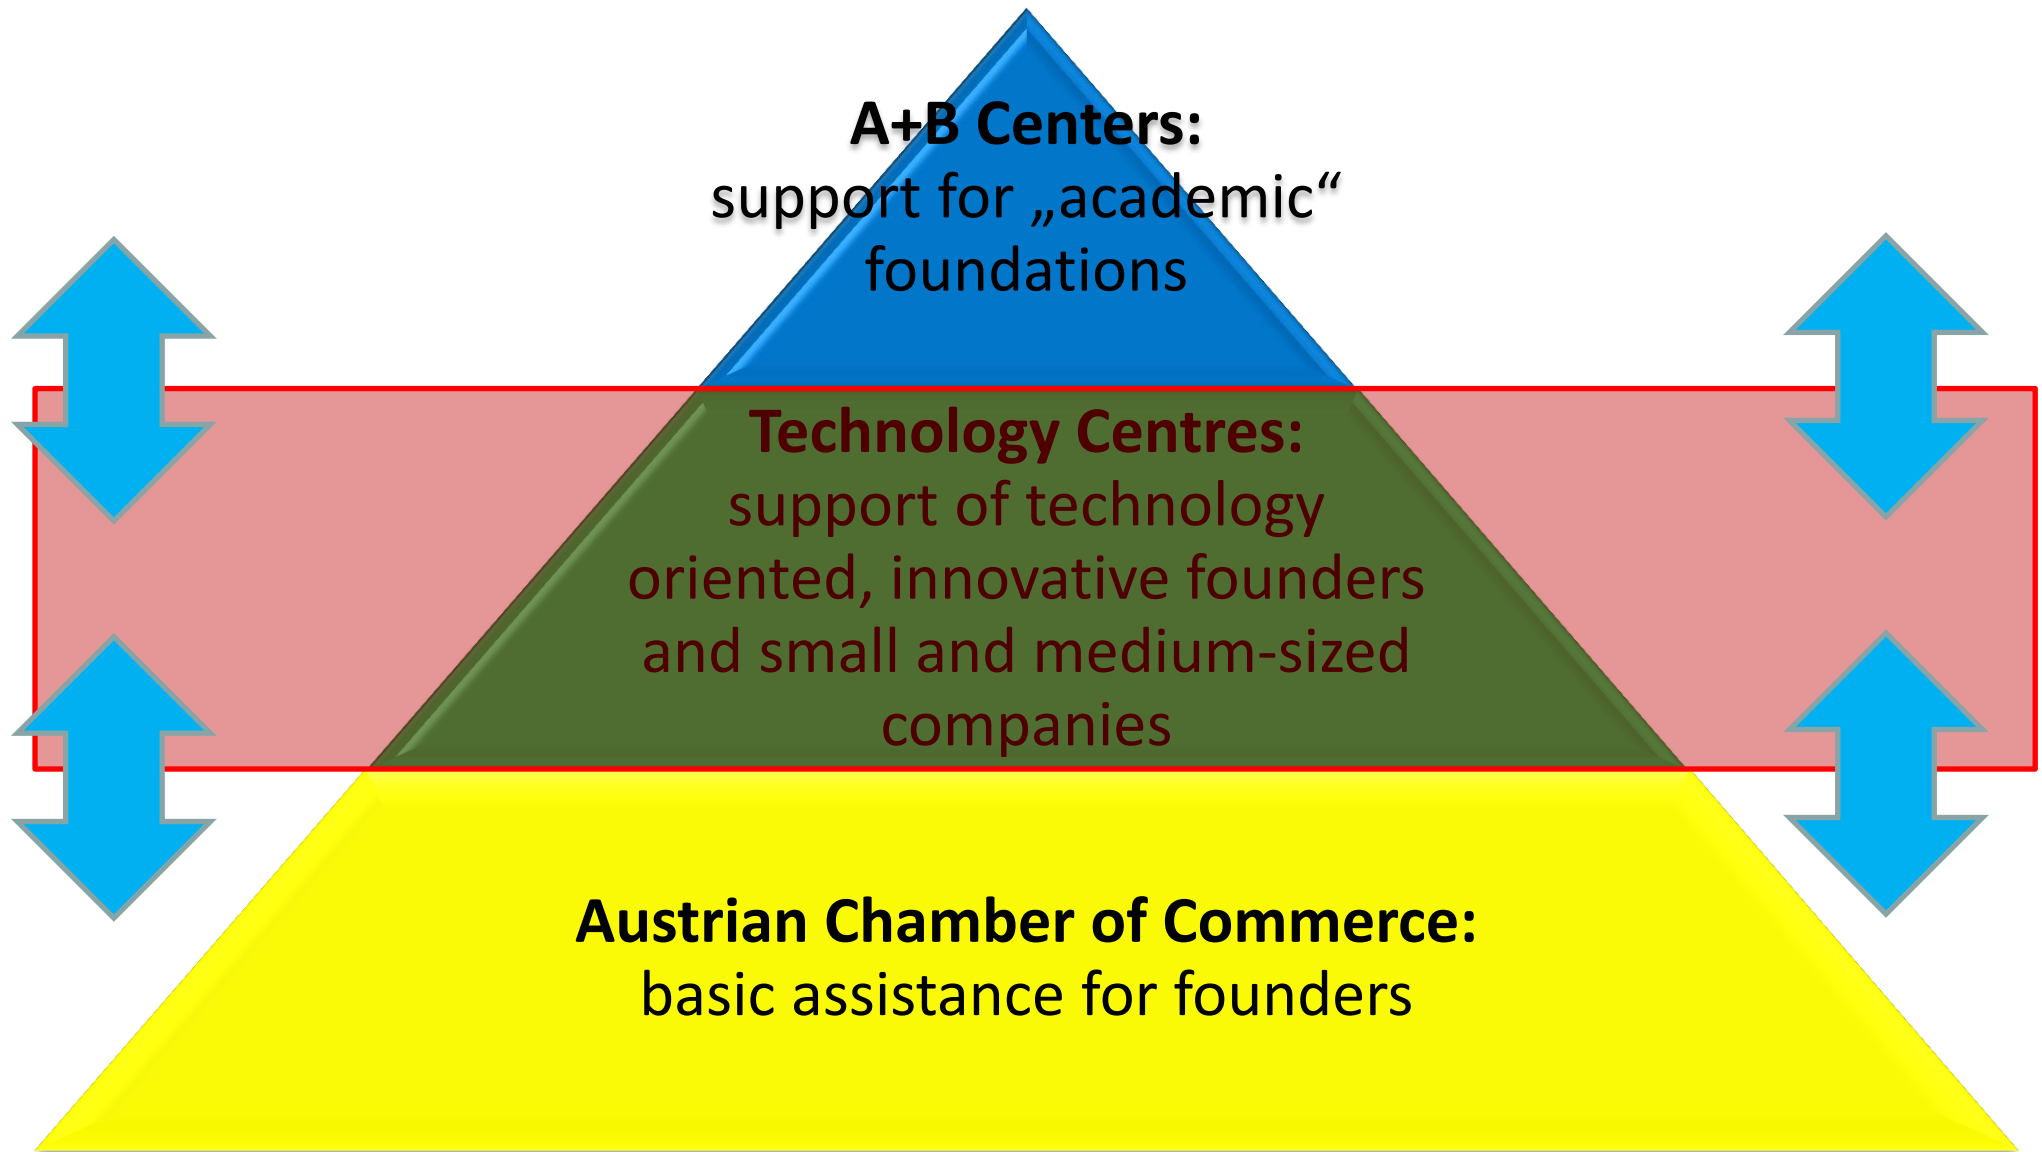 A+B Centers:
support for „academic“
foundations
Technology Centres:
support of technology
oriented, innovative founders
and small and medium-sized
companies
Austrian Chamber of Commerce:
basic assistance for founders